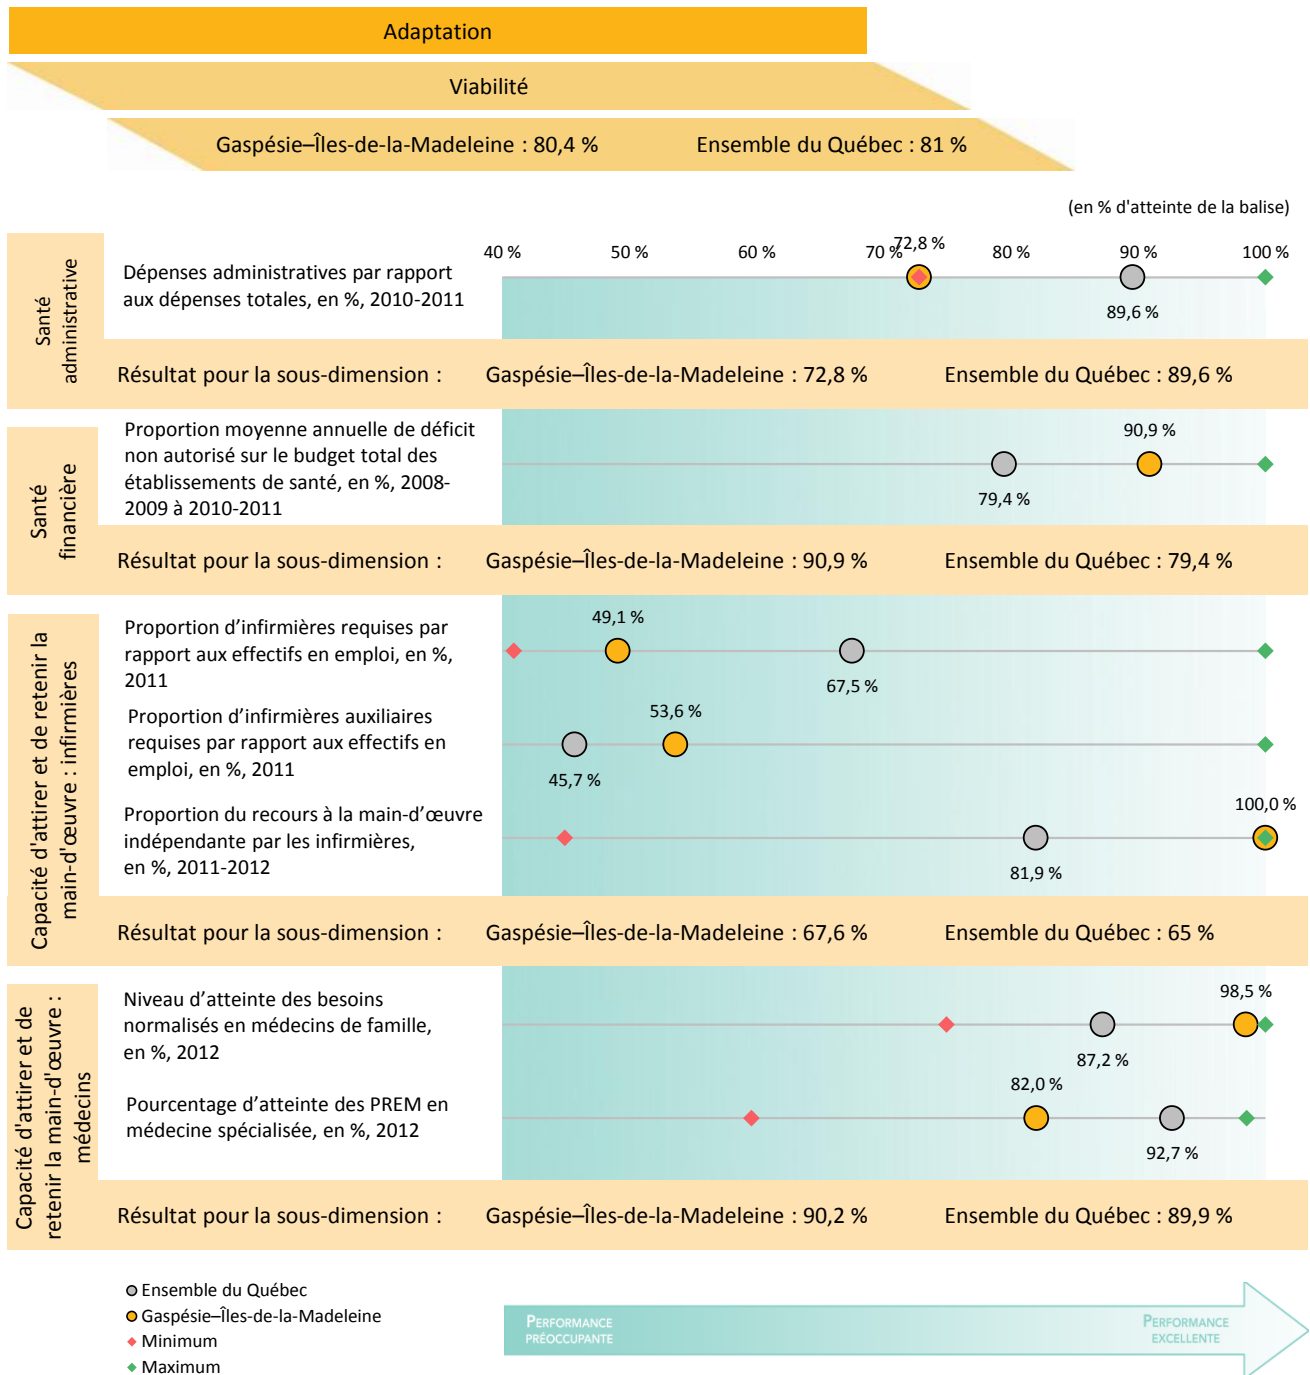 Adaptation
Viabilité
Gaspésie–Îles-de-la-Madeleine : 80,4 % Ensemble du Québec : 81 %
(en % d'atteinte de la balise)
40 % 50 % 60 % 70 % 80 % 90 % 100 %
Santé
administrative
Dépenses administratives par rapport
aux dépenses totales, en %, 2010-2011
72,8 %
89,6 %
Résultat pour la sous-dimension : Gaspésie–Îles-de-la-Madeleine : 72,8 % Ensemble du Québec : 89,6 %
Santé
financière
Proportion moyenne annuelle de déficit
non autorisé sur le budget total des
établissements de santé, en %, 2008-
2009 à 2010-2011
90,9 %
79,4 %
Résultat pour la sous-dimension : Gaspésie–Îles-de-la-Madeleine : 90,9 % Ensemble du Québec : 79,4 %
Capacité d'attirer et de retenir la
main-d'œuvre : infirmières
Proportion d’infirmières requises par
rapport aux effectifs en emploi, en %,
2011
49,1 %
67,5 %
Proportion d’infirmières auxiliaires
requises par rapport aux effectifs en
emploi, en %, 2011
53,6 %
45,7 %
Proportion du recours à la main-d’œuvre
indépendante par les infirmières,
en %, 2011-2012
100,0 %
81,9 %
Résultat pour la sous-dimension : Gaspésie–Îles-de-la-Madeleine : 67,6 % Ensemble du Québec : 65 %
Capacité d'attirer et de
retenir la main-d'œuvre :
médecins
Niveau d’atteinte des besoins
normalisés en médecins de famille,
en %, 2012
98,5 %
87,2 %
Pourcentage d’atteinte des PREM en
médecine spécialisée, en %, 2012
82,0 %
92,7 %
Résultat pour la sous-dimension : Gaspésie–Îles-de-la-Madeleine : 90,2 % Ensemble du Québec : 89,9 %
Ensemble du Québec
Gaspésie–Îles-de-la-Madeleine
Minimum
Maximum
PERFORMANCE
PRÉOCCUPANTE
PERFORMANCE
EXCELLENTE